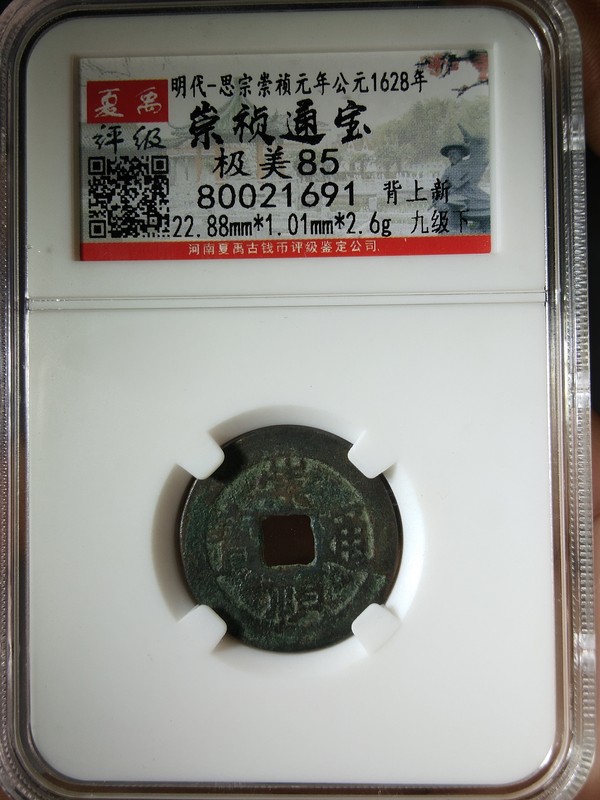 夏禹
评级
明代-思宗崇祯元年公元1628年
崇祯通宝
极美85
80021691 背上新
22.88mm*1.01mm*2.6g 九级下
河南夏禹古钱币评级鉴定公司.
崇
通